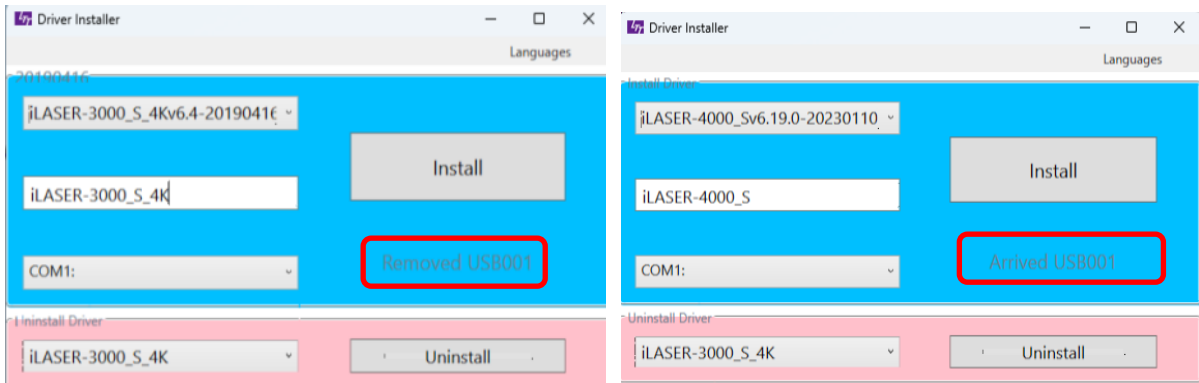 Driver Installer
Languages
20190416
iLASER-3000_S_4Kv6.4-20190416
Install
iLASER-3000_S_4K
Removed USB001
COM1:
Uninstall Driver
iLASER-3000_S_4K
Uninstall
Driver Installer
Languages
Install Driver
iLASER-4000_Sv6.19.0-20230110
Install
iLASER-4000_S
Arrived USB001
COM1:
Uninstall Driver
iLASER-3000_S_4K
Uninstall